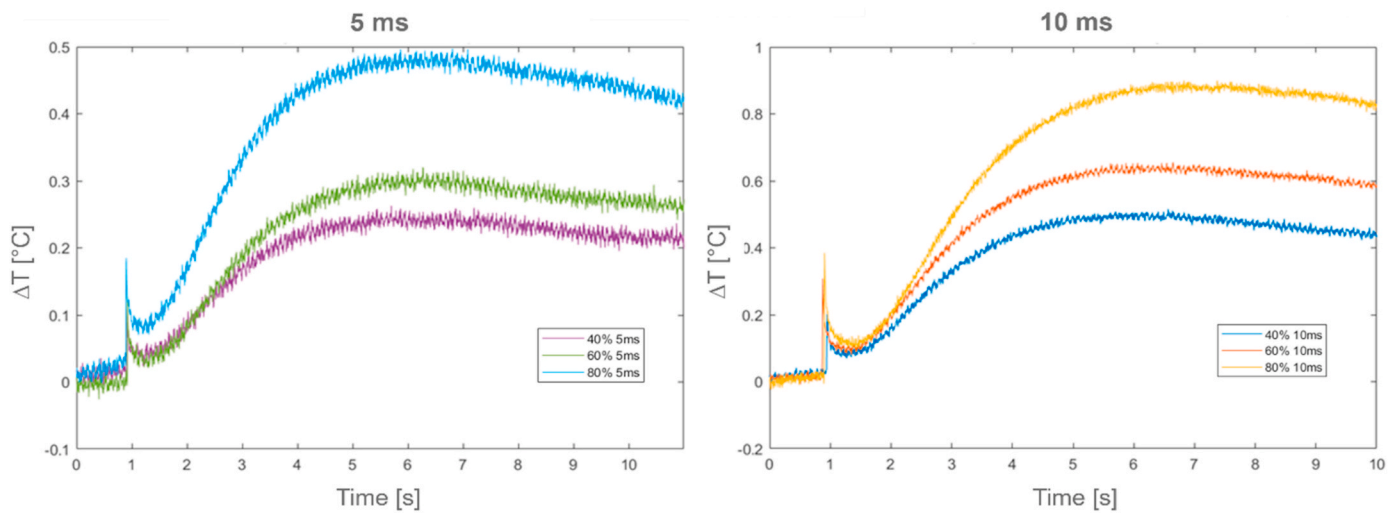 5 ms
0.5
0.4
0.3
0.2
0.1
0
-0.1
ΔT [°C]
40% 5ms
60% 5ms
80% 5ms
0 1 2 3 4 5 6 7 8 9 10
Time [s]
10 ms
1
0.8
0.6
3.4
0.2
0
-0.2
ΔT [°C]
40% 10ms
60% 10ms
80% 10ms
0 1 2 3 4 5 6 7 8 9 10
Time [s]